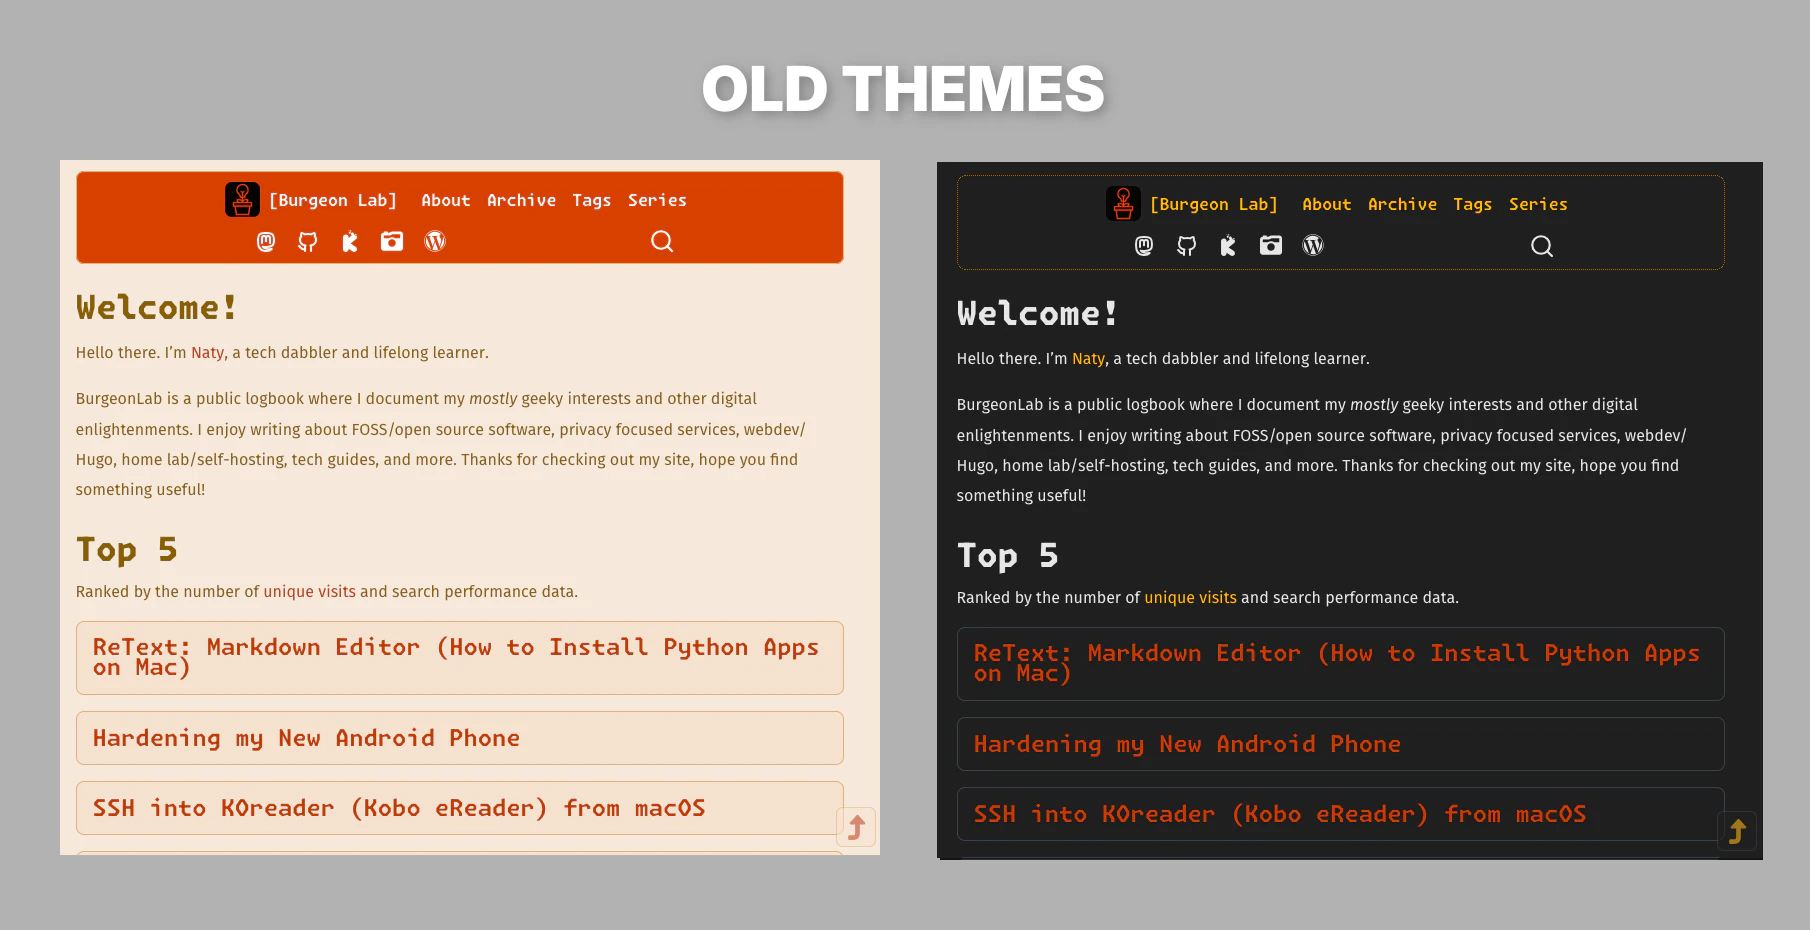 OLD THEMES
[Burgeon Lab] About Archive Tags Series
Welcome!
Hello there. I’m Naty, a tech dabbler and lifelong learner.
BurgeonLab is a public logbook where I document my mostly geeky interests and other digital
enlightenments. I enjoy writing about FOSS/open source software, privacy focused services, webdev/
Hugo, home lab/self-hosting, tech guides, and more. Thanks for checking out my site, hope you find
something useful!
Top 5
Ranked by the number of unique visits and search performance data.
ReText: Markdown Editor (How to Install Python Apps
on Mac)
Hardening my New Android Phone
SSH into KOreader (Kobo eReader) from macOS
[Burgeon Lab] About Archive Tags Series
Welcome!
Hello there. I’m Naty, a tech dabbler and lifelong learner.
BurgeonLab is a public logbook where I document my mostly geeky interests and other digital
enlightenments. I enjoy writing about FOSS/open source software, privacy focused services, webdev/
Hugo, home lab/self-hosting, tech guides, and more. Thanks for checking out my site, hope you find
something useful!
Top 5
Ranked by the number of unique visits and search performance data.
ReText: Markdown Editor (How to Install Python Apps
on Mac)
Hardening my New Android Phone
SSH into KOreader (Kobo eReader) from macOS